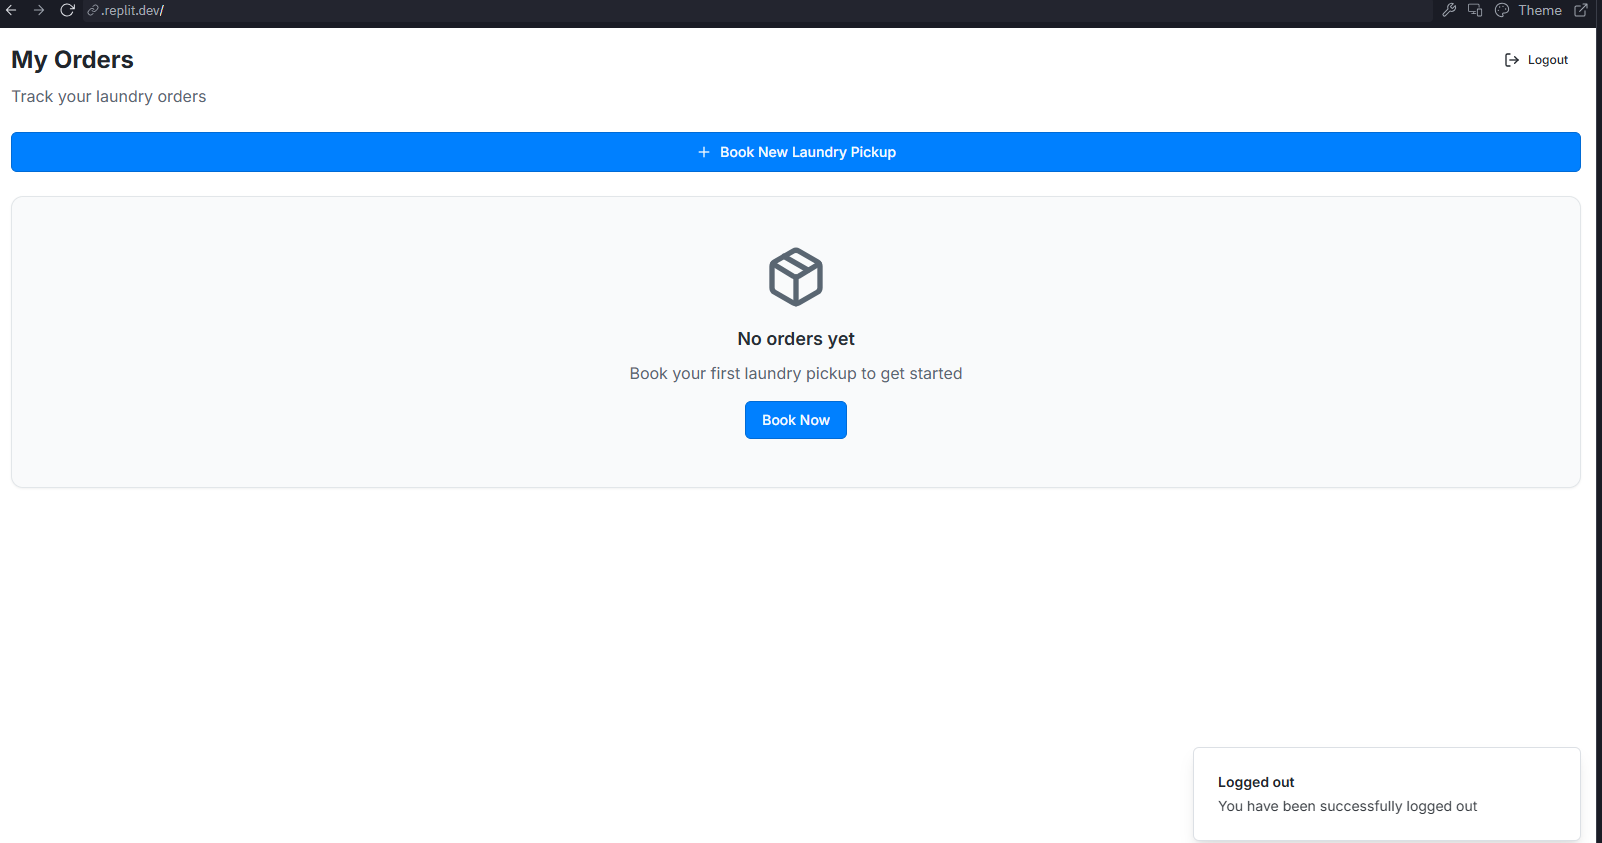 .replit.dev/
Theme
My Orders
Logout
Track your laundry orders
+ Book New Laundry Pickup
No orders yet
Book your first laundry pickup to get started
Book Now
Logged out
You have been successfully logged out